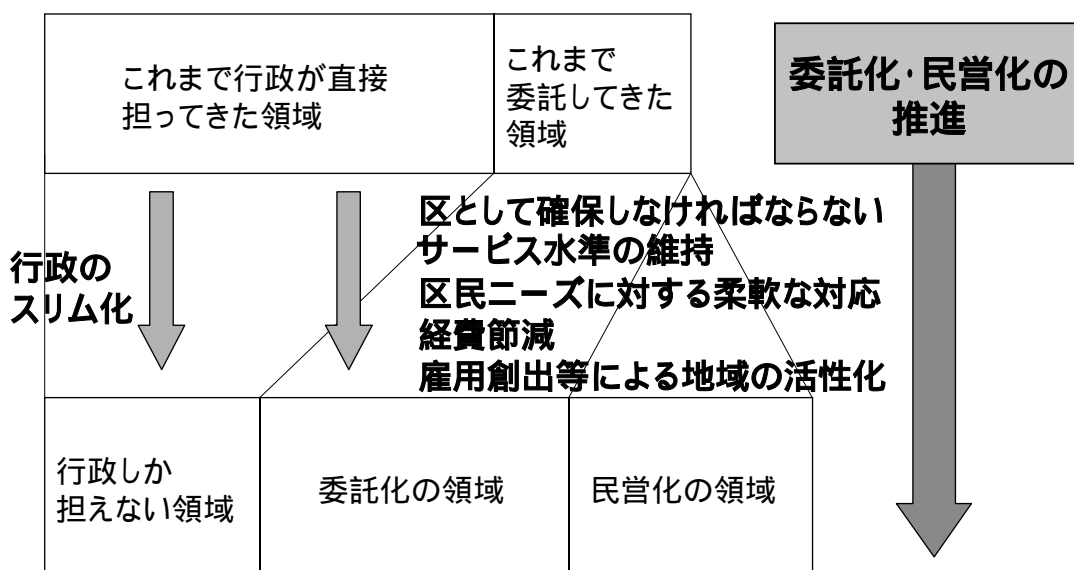 これまで行政が直接
担ってきた領域
これまで
委託してきた
領域
委託化・民営化の
推進
行政の
スリム化
区として確保しなければならない
サービス水準の維持
区民ニーズに対する柔軟な対応
経費節減
雇用創出等による地域の活性化
行政しか
担えない領域
委託化の領域
民営化の領域